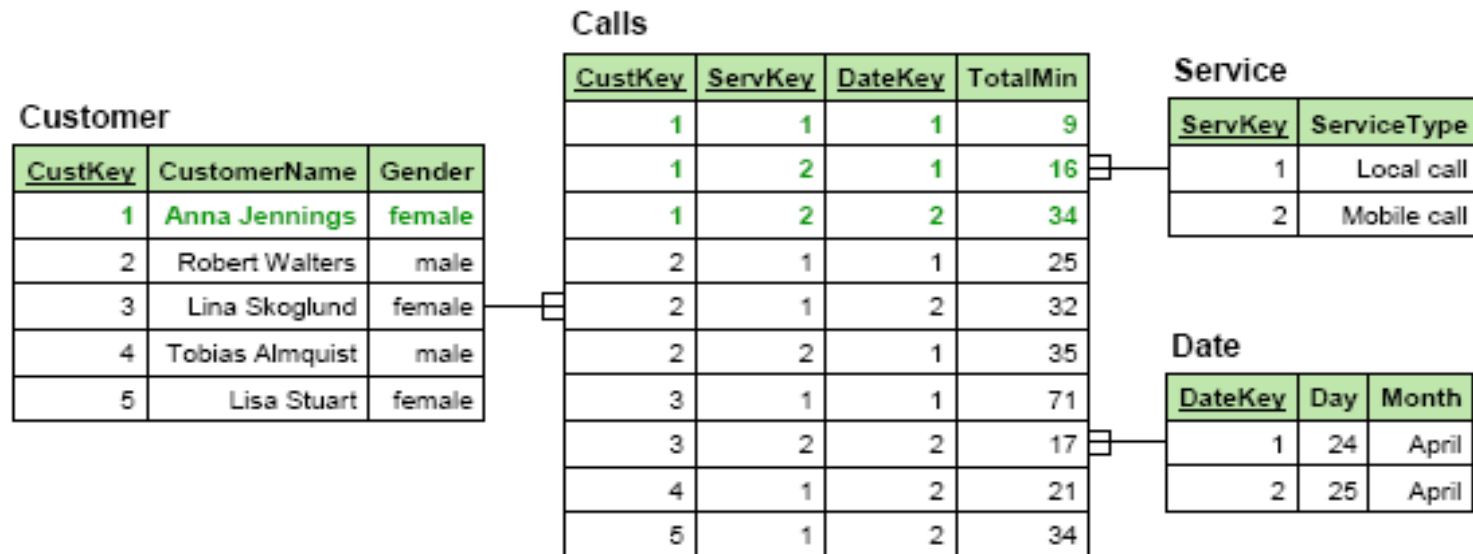 Calls
CustKey ServKey DateKey TotalMin
1 1 1 9
1 2 1 16
1 2 2 34
2 1 1 25
2 1 2 32
2 2 1 35
3 1 1 71
3 2 2 17
4 1 2 21
5 1 2 34
Customer
CustKey CustomerName Gender
1 Anna Jennings female
2 Robert Walters male
3 Lina Skoglund female
4 Tobias Almquist male
5 Lisa Stuart female
Service
ServKey ServiceType
1 Local call
2 Mobile call
Date
DateKey Day Month
1 24 April
2 25 April